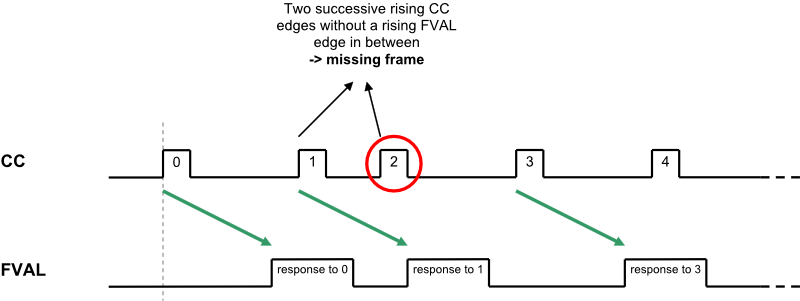 Two successive rising CC
edges without a rising FVAL
edge in between
-> missing frame
CC
0
1
2
3
4
FVAL
response to 0
response to 1
response to 3